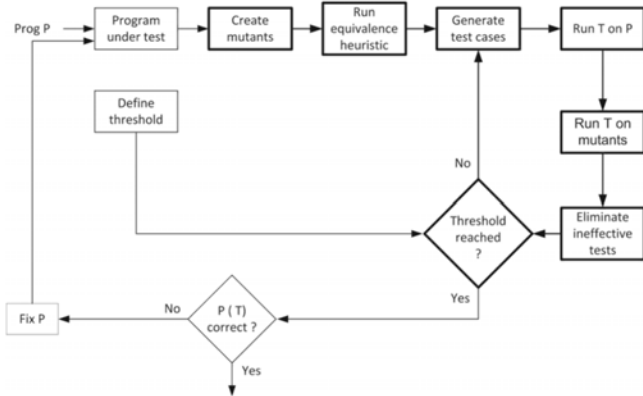 Prog P
Program
under test
Create
mutants
Run
equivalence
heuristic
Generate
test cases
Run T on P
Define
threshold
Run T on
mutants
No
Threshold
reached
?
Eliminate
ineffective
tests
Yes
Fix P
No
P ( T)
correct ?
Yes